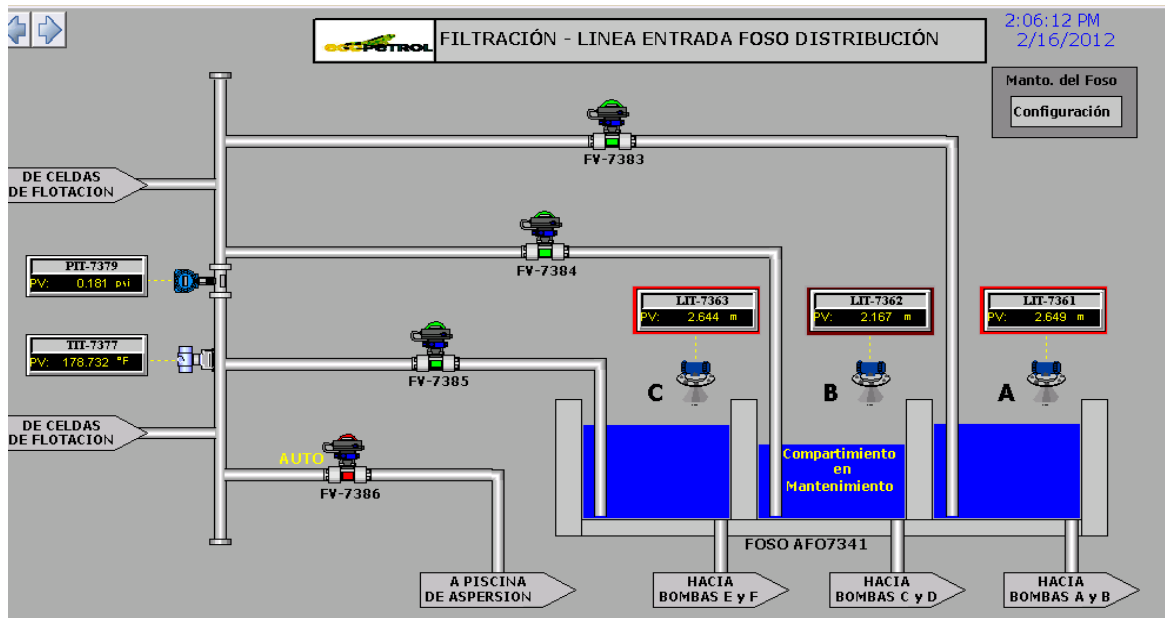 ecopetrol
FILTRACIÓN - LINEA ENTRADA FOSO DISTRIBUCIÓN
2:06:12 PM
2/16/2012
Manto. del Foso
Configuración
FV-7383
DE CELDAS
DE FLOTACION
FV-7384
PIT-7379
PV: 0.181 psi
LIT-7363
PV: 2.644 m
LIT-7362
PV: 2.167 m
LIT-7361
PV: 2.649 m
TIT-7377
PV: 178.732 °F
FV-7385
C
B
A
DE CELDAS
DE FLOTACION
AUTO
FV-7386
Compartimiento
en
Mantenimiento
FOSO AFO7341
A PISCINA
DE ASPERSION
HACIA
BOMBAS E y F
HACIA
BOMBAS C y D
HACIA
BOMBAS A y B